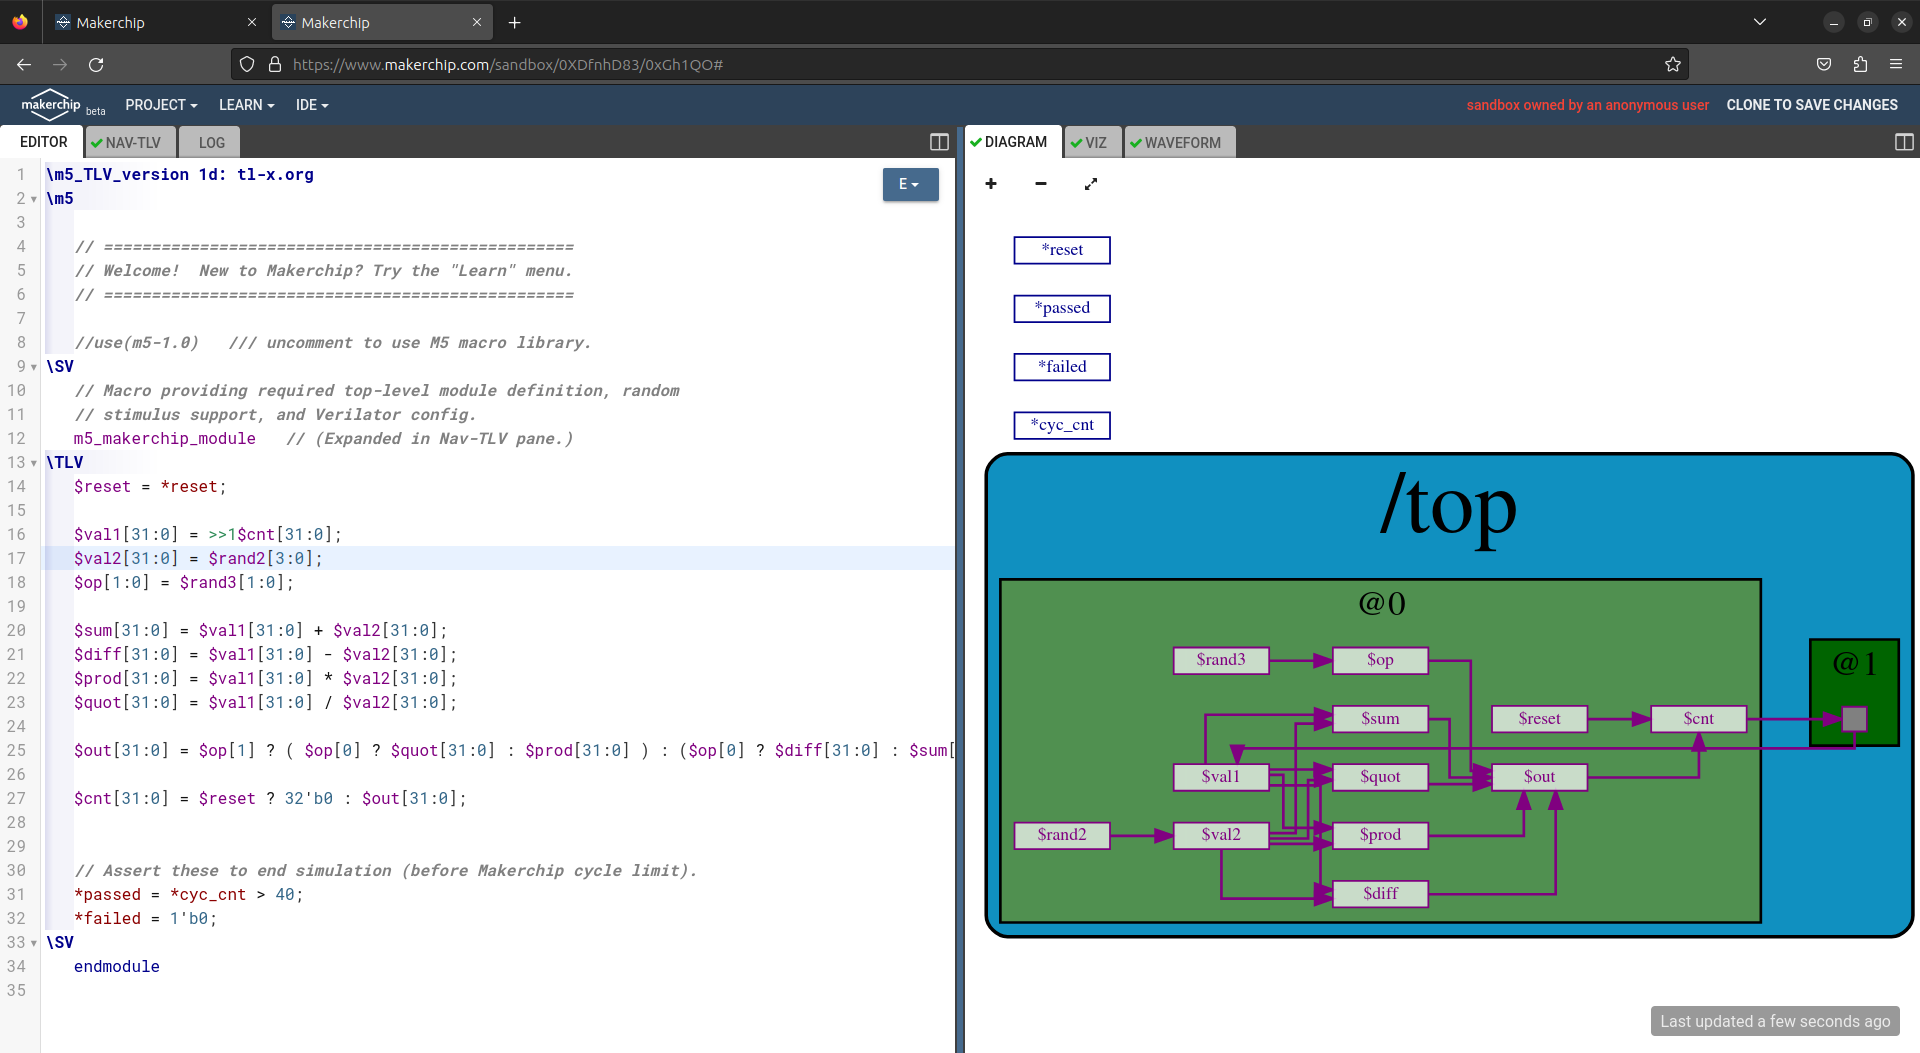 Makerchip
Makerchip
https://www.makerchip.com/sandbox/0XDfnhD83/0xGh1QO#
makerchip beta PROJECT LEARN IDE
sandbox owned by an anonymous user CLONE TO SAVE CHANGES
EDITOR NAV-TLV LOG
DIAGRAM VIZ WAVEFORM
E
1 \m5_TLV_version 1d: tl-x.org
2 \m5
3
4 // =================================================
5 // Welcome!  New to Makerchip? Try the "Learn" menu.
6 // =================================================
7
8 //use(m5-1.0)   /// uncomment to use M5 macro library.
9 \SV
10 // Macro providing required top-level module definition, random
11 // stimulus support, and Verilator config.
12 m5_makerchip_module   // (Expanded in Nav-TLV pane.)
13 \TLV
14 $reset = *reset;
15
16 $val1[31:0] = >>1$cnt[31:0];
17 $val2[31:0] = $rand2[3:0];
18 $op[1:0] = $rand3[1:0];
19
20 $sum[31:0] = $val1[31:0] + $val2[31:0];
21 $diff[31:0] = $val1[31:0] - $val2[31:0];
22 $prod[31:0] = $val1[31:0] * $val2[31:0];
23 $quot[31:0] = $val1[31:0] / $val2[31:0];
24
25 $out[31:0] = $op[1] ? ( $op[0] ? $quot[31:0] : $prod[31:0] ) : ($op[0] ? $diff[31:0] : $sum[
26
27 $cnt[31:0] = $reset ? 32'b0 : $out[31:0];
28
29
30 // Assert these to end simulation (before Makerchip cycle limit).
31 *passed = *cyc_cnt > 40;
32 *failed = 1'b0;
33 \SV
34 endmodule
35
*reset
*passed
*failed
*cyc_cnt
/top
@0
@1
$rand3 $op
$sum $reset $cnt
$val1 $quot $out
$rand2 $val2 $prod
$diff
Last updated a few seconds ago